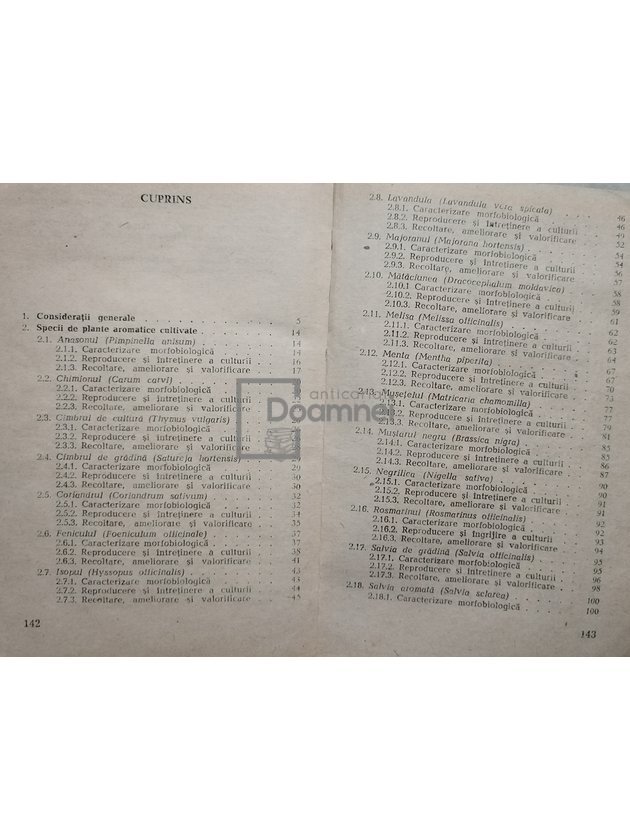 CUPRINS
1. Considerații generale 5
2. Specii de plante aromatice cultivate 14
2.1. Anasonul (Pimpinella anisum) 14
2.1.1. Caracterizare morfobiologică 14
2.1.2. Reproducere și întreținere a culturii 16
2.1.3. Recoltare, ameliorare și valorificare 17
2.2. Chimionul (Carum carvi)
2.2.1. Caracterizare morfobiologică
2.2.2. Reproducere și întreținere a culturii
2.2.3. Recoltare, ameliorare și valorificare
2.3. Cimbrul de cultură (Thymus vulgaris)
2.3.1. Caracterizare morfobiologică
2.3.2. Reproducere și întreținere a culturii
2.3.3. Recoltare, ameliorare și valorificare
2.4. Cimbrul de grădină (Satureja hortensis)
2.4.1. Caracterizare morfobiologică 29
2.4.2. Reproducere și întreținere a culturii 30
2.4.3. Recoltare, ameliorare și valorificare 30
2.5. Coriandrul (Coriandrum sativum) 32
2.5.1. Caracterizare morfobiologică 32
2.5.2. Reproducere și întreținere a culturii 34
2.5.3. Recoltare, ameliorare și valorificare 35
2.6. Feniculul (Foeniculum officinale) 37
2.6.1. Caracterizare morfobiologică 37
2.6.2. Reproducere și întreținere a culturii 38
2.6.3. Recoltare, ameliorare și valorificare 41
2.7. Isopul (Hyssopus officinalis) 43
2.7.1. Caracterizare morfobiologică 43
2.7.2. Reproducere și întreținere a culturii 44
2.7.3. Recoltare, ameliorare și valorificare 45
142
2.8. Lavandula (Lavandula vera spicata) 46
2.8.1. Caracterizare morfobiologică 46
2.8.2. Reproducere și întreținere a culturii 49
2.8.3. Recoltare, ameliorare și valorificare 52
2.9. Majoranul (Majorana hortensis) 54
2.9.1. Caracterizare morfobiologică 54
2.9.2. Reproducere și întreținere a culturii 56
2.9.3. Recoltare, ameliorare și valorificare 57
2.10. Mătăciunea (Dracocephalum moldavica) 58
2.10.1 Caracterizare morfobiologică 58
2.10.2. Reproducere și întreținere a culturii 59
2.10.3. Recoltare, ameliorare și valorificare 61
2.11. Melisa (Melissa officinalis) 62
2.11.1. Caracterizare morfobiologică 62
2.11.2. Reproducere și întreținere a culturii 64
2.11.3. Recoltare, ameliorare și valorificare 67
2.12. Menta (Mentha piperita) 67
2.12.1. Caracterizare morfobiologică 67
2.12.2. Reproducere și întreținere a culturii 70
2.12.3. Recoltare, ameliorare și valorificare 73
2.13. Mușețelul (Matricaria chamomilla) 77
2.13.1. Caracterizare morfobiologică 77
2.13.2. Reproducere și întreținere a culturii 79
2.13.3. Recoltare, ameliorare și valorificare 81
2.14. Muștarul negru (Brassica nigra) 85
2.14.1. Caracterizare morfobiologică 85
2.14.2. Reproducere și întreținere a culturii 86
2.14.3. Recoltare, ameliorare și valorificare 87
2.15. Negrilica (Nigella sativa) 90
2.15.1. Caracterizare morfobiologică 90
2.15.2. Reproducere și întreținere a culturii 91
2.15.3. Recoltare, ameliorare și valorificare 91
2.16. Rosmarinul (Rosmarinus officinalis) 92
2.16.1. Caracterizare morfobiologică 92
2.16.2. Reproducere și îngrijire a culturii 93
2.16.3. Recoltare, ameliorare și valorificare 94
2.17. Salvia de grădină (Salvia officinalis) 95
2.17.1. Caracterizare morfobiologică 95
2.17.2. Reproducere și întreținere a culturii 96
2.17.3. Recoltare, ameliorare și valorificare 98
2.18. Salvia aromată (Salvia sclarea) 100
2.18.1. Caracterizare morfobiologică 100
143
Doamnei